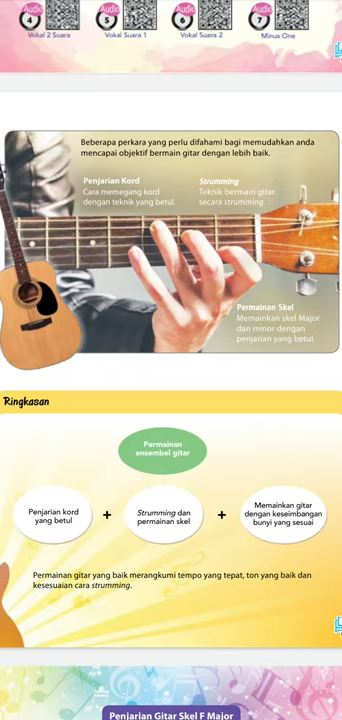 Audio
4
Audio
5
Audio
6
Audio
7
Vokal 2 Suara
Vokal Suara 1
Vokal Suara 2
Minus One
Beberapa perkara yang perlu difahami bagi memudahkan anda
mencapai objektif bermain gitar dengan lebih baik.
Penjarian Kord
Cara memegang kord
dengan teknik yang betul.
Strumming
Teknik bermain gitar
secara strumming.
Permainan Skel
Memainkan skel Major
dan minor dengan
penjarian yang betul.
Ringkasan
Permainan
ensembel gitar
Penjarian kord
yang betul
+
Strumming dan
permainan skel
+
Memainkan gitar
dengan keseimbangan
bunyi yang sesuai
Permainan gitar yang baik merangkumi tempo yang tepat, ton yang baik dan
kesesuaian cara strumming.
Penjarian Gitar Skel F Major